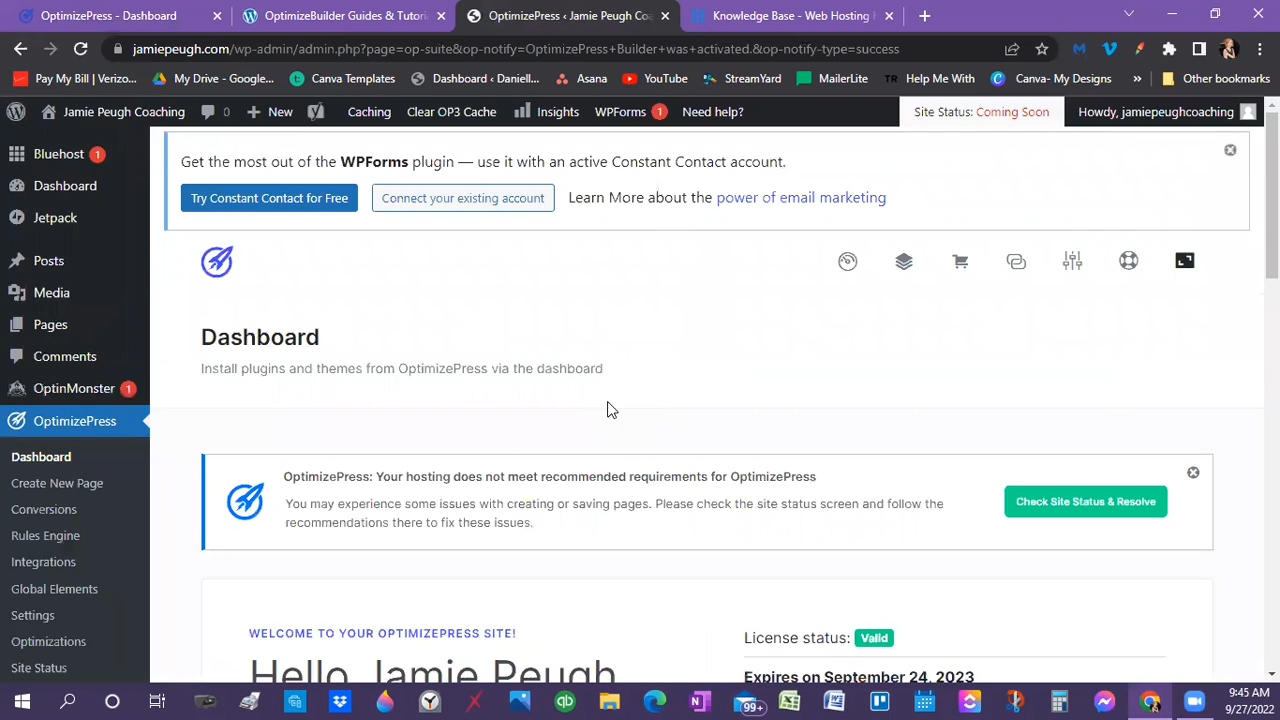 OptimizePress - Dashboard
OptimizeBuilder Guides & Tutoria
OptimizePress ‹ Jamie Peugh Coa
Knowledge Base - Web Hosting H
jamiepeugh.com/wp-admin/admin.php?page=op-suite&op-notify=OptimizePress+Builder+was+activated.&op-notify-type=success
Pay My Bill | Verizo...
My Drive - Google...
Canva Templates
Dashboard ‹ Daniell...
Asana
YouTube
StreamYard
MailerLite
TR Help Me With
Canva- My Designs
»
Other bookmarks
Jamie Peugh Coaching
0
New
Caching
Clear OP3 Cache
Insights
WPForms 1
Need help?
Site Status: Coming Soon
Howdy, jamiepeughcoaching
Bluehost 1
Dashboard
Jetpack
Posts
Media
Pages
Comments
OptinMonster 1
OptimizePress
Dashboard
Create New Page
Conversions
Rules Engine
Integrations
Global Elements
Settings
Optimizations
Site Status
Get the most out of the WPForms plugin — use it with an active Constant Contact account.
Try Constant Contact for Free
Connect your existing account
Learn More about the power of email marketing
Dashboard
Install plugins and themes from OptimizePress via the dashboard
OptimizePress: Your hosting does not meet recommended requirements for OptimizePress
You may experience some issues with creating or saving pages. Please check the site status screen and follow the
recommendations there to fix these issues.
Check Site Status & Resolve
WELCOME TO YOUR OPTIMIZEPRESS SITE!
Hello, Jamie Peugh
License status: Valid
Expires on September 24, 2023
99+
9:45 AM
9/27/2022